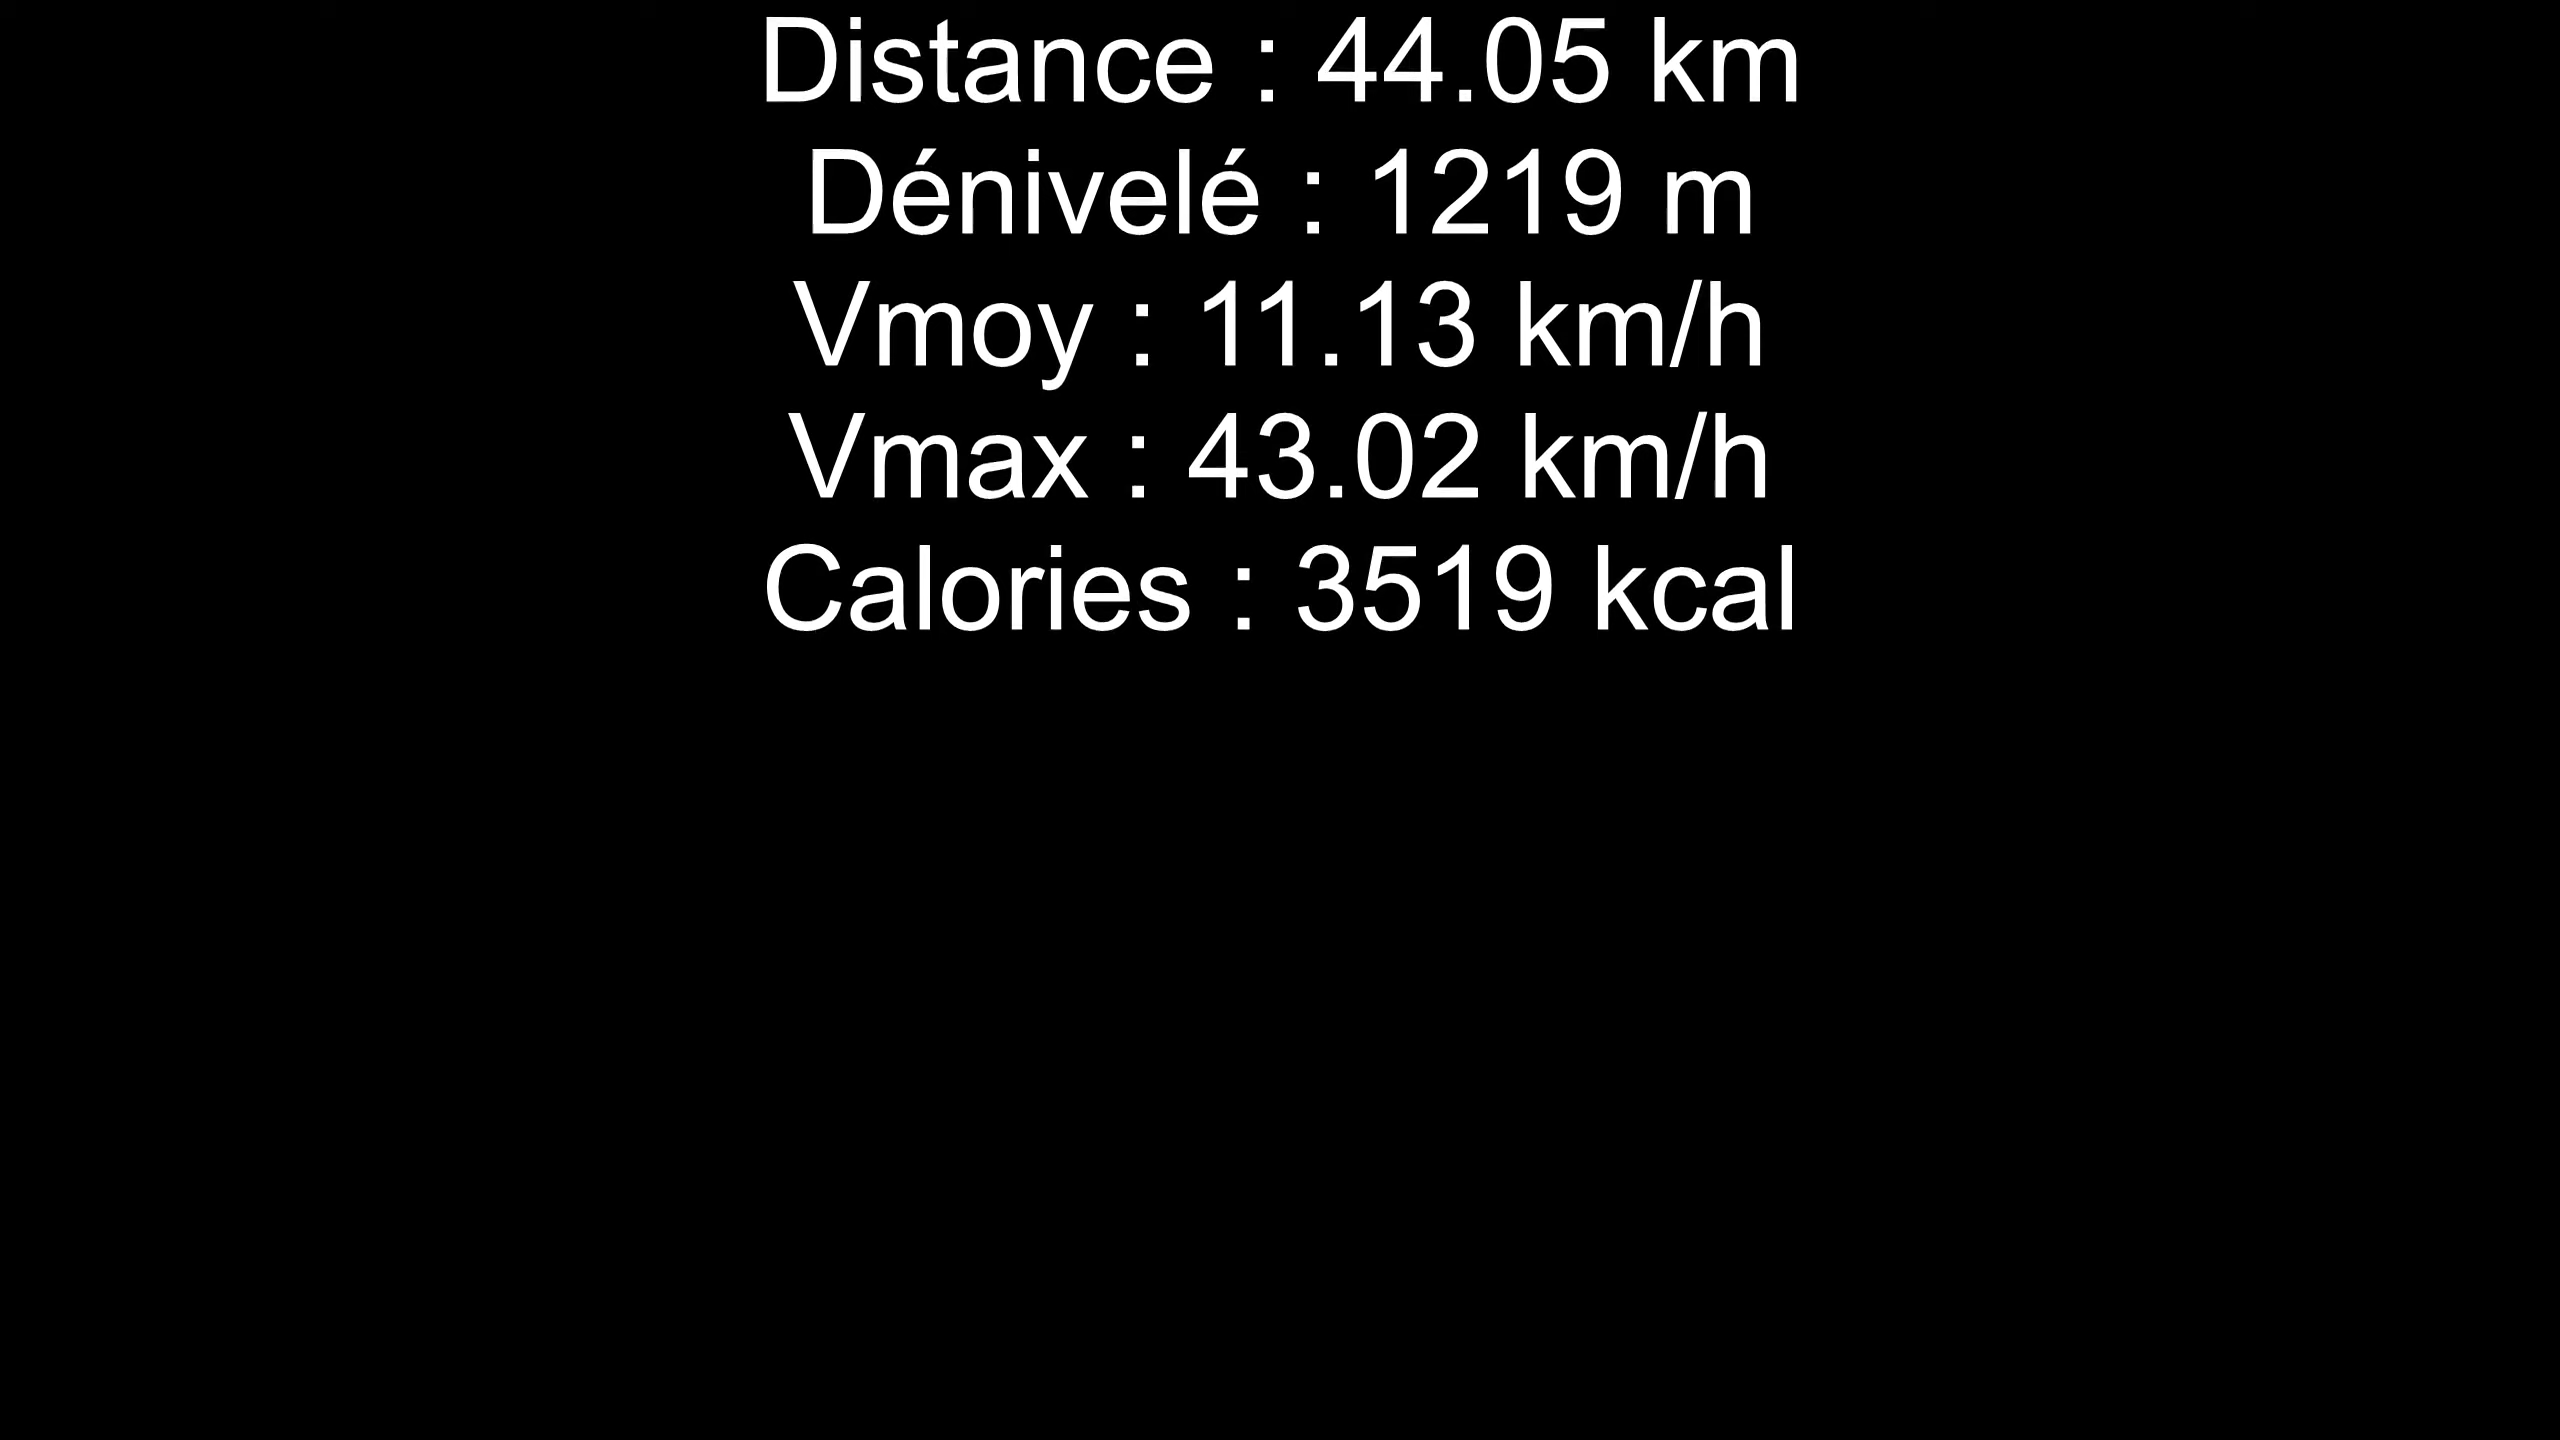 Distance : 44.05 km
Dénivelé : 1219 m
Vmoy : 11.13 km/h
Vmax : 43.02 km/h
Calories : 3519 kcal